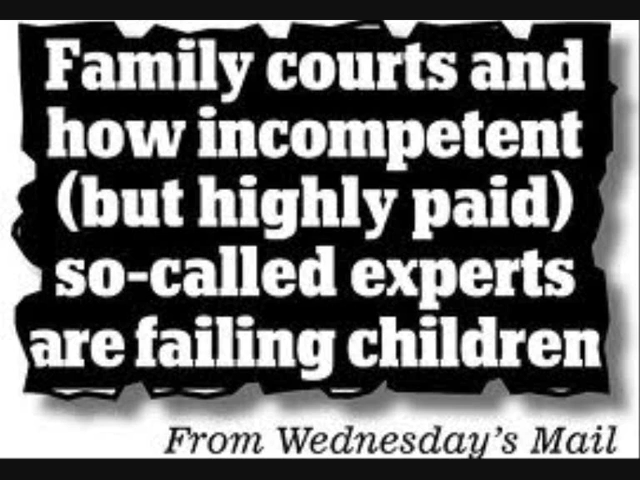 Family courts and
how incompetent
(but highly paid)
so-called experts
are failing children
From Wednesday's Mail